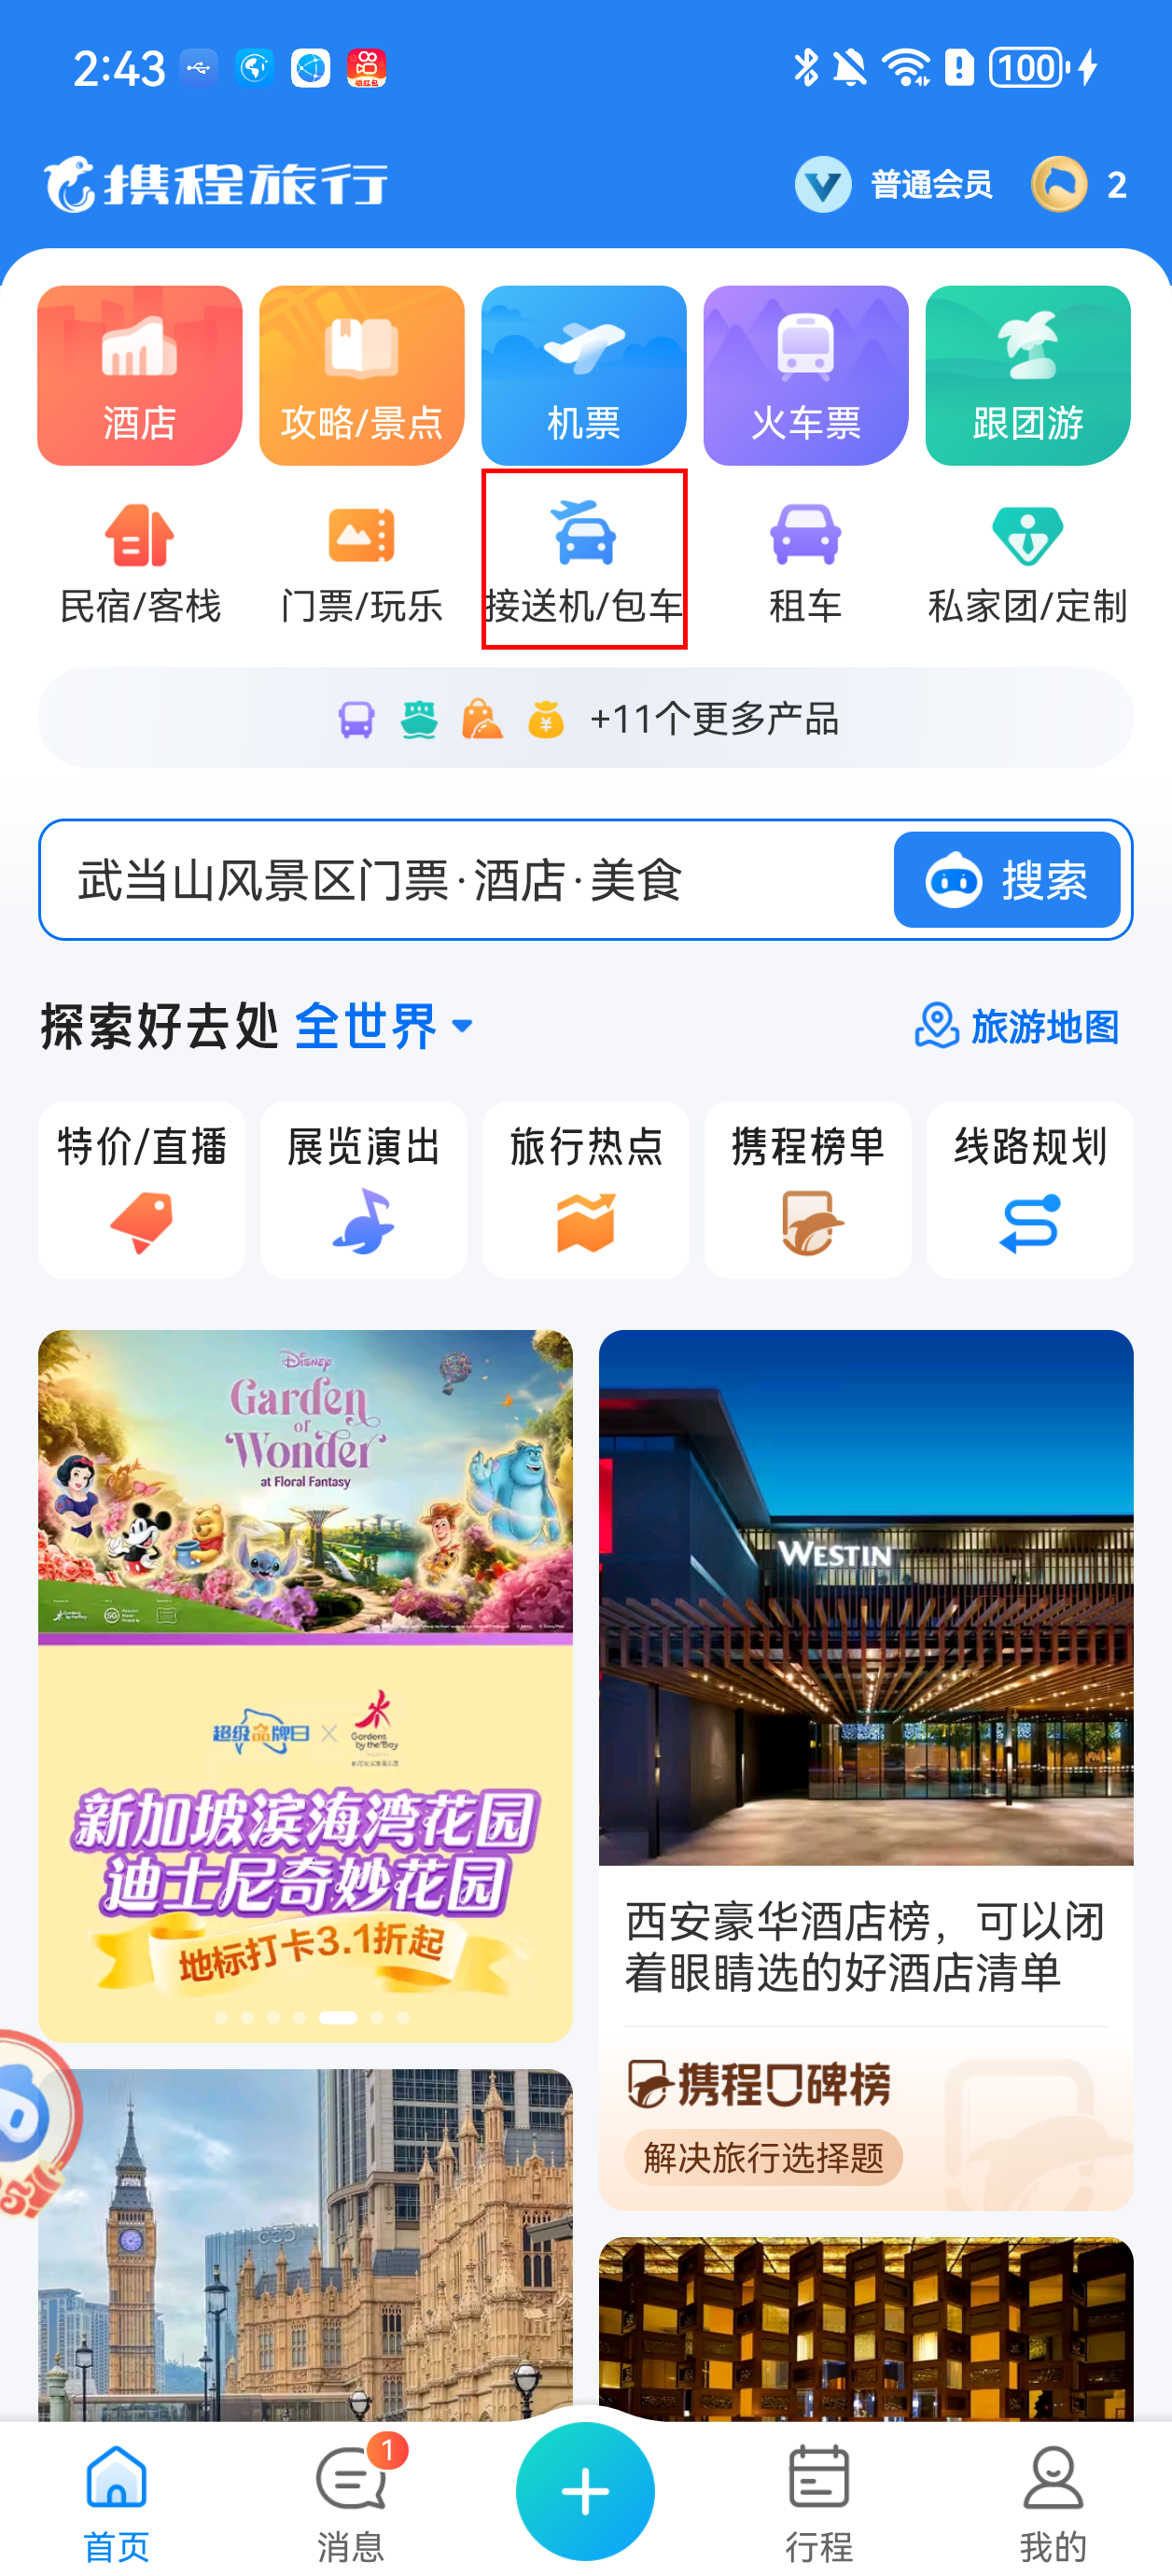 2:43
领红包
100
携程旅行
普通会员
2
酒店
攻略/景点
机票
火车票
跟团游
民宿/客栈
门票/玩乐
接送机/包车
租车
私家团/定制
+11个更多产品
武当山风景区门票·酒店·美食
搜索
探索好去处 全世界
旅游地图
特价/直播
展览演出
旅行热点
携程榜单
线路规划
Disney
Garden
of
Wonder
at Floral Fantasy
超级品牌日 × Gardens
by the Bay
新加坡滨海湾花园
迪士尼奇妙花园
地标打卡3.1折起
WESTIN
西安豪华酒店榜，可以闭
着眼睛选的好酒店清单
携程口碑榜
解决旅行选择题
首页
消息
1
行程
我的